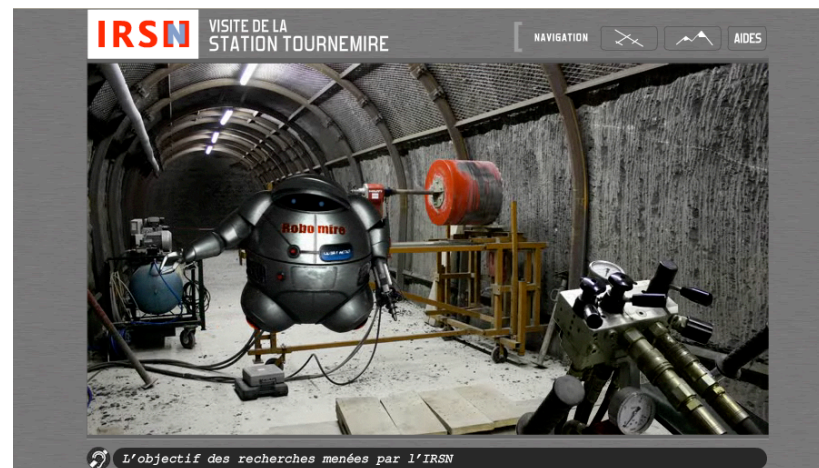 IRSN
VISITE DE LA
STATION TOURNEMIRE
NAVIGATION
AIDES
Robo mire
L'objectif des recherches menées par l'IRSN